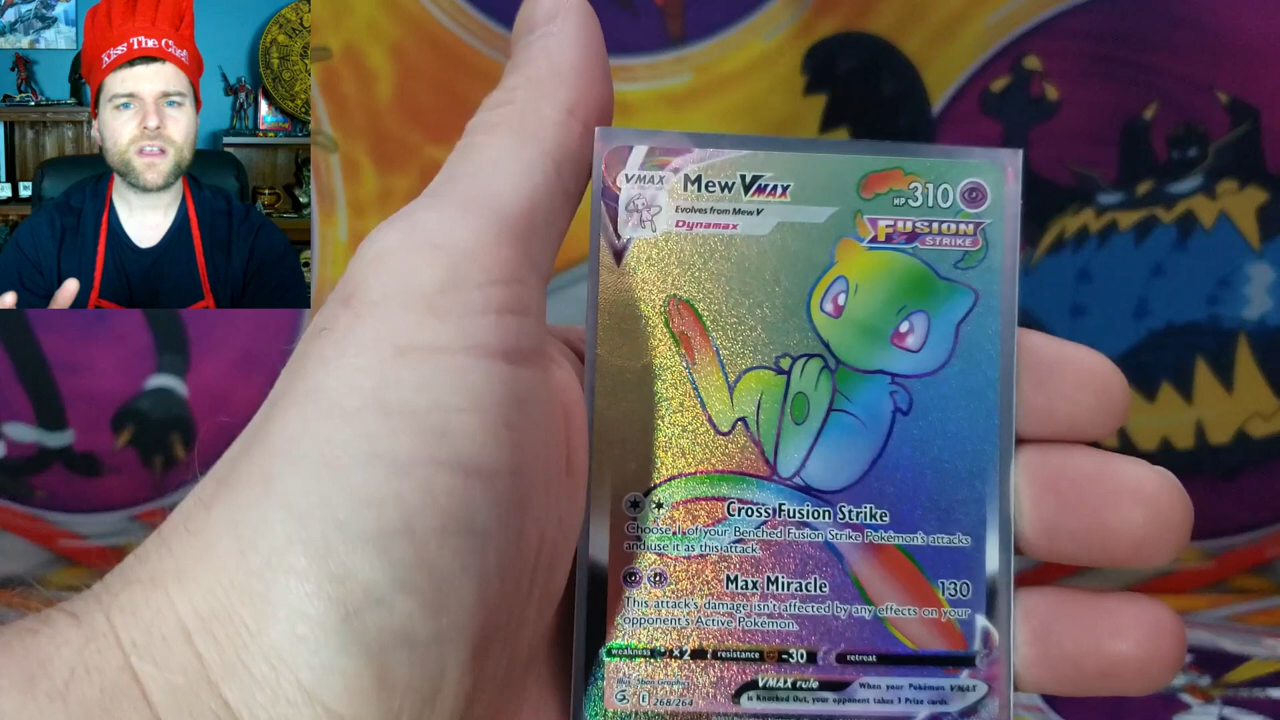 Kiss The Chef
VMAX
Mew VMAX
HP 310
Evolves from Mew V
Dynamax
FUSION
STRIKE
Cross Fusion Strike
Choose 1 of your Benched Fusion Strike Pokémon's attacks
and use it as this attack.
Max Miracle 130
This attack's damage isn't affected by any effects on your
opponent's Active Pokémon.
weakness ×2 resistance -30 retreat
Illus. 5ban Graphics
E 268/264
VMAX rule When your Pokémon VMAX
is Knocked Out, your opponent takes 3 Prize cards.